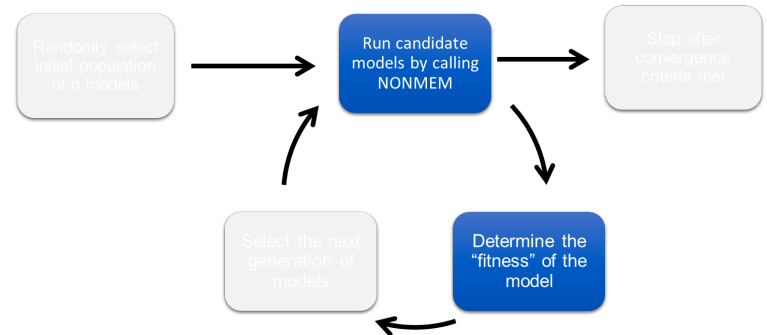 Randomly select
initial population
of n models
Run candidate
models by calling
NONMEM
Stop after
convergence
criteria met
Select the next
generation of
models
Determine the
“fitness” of the
model